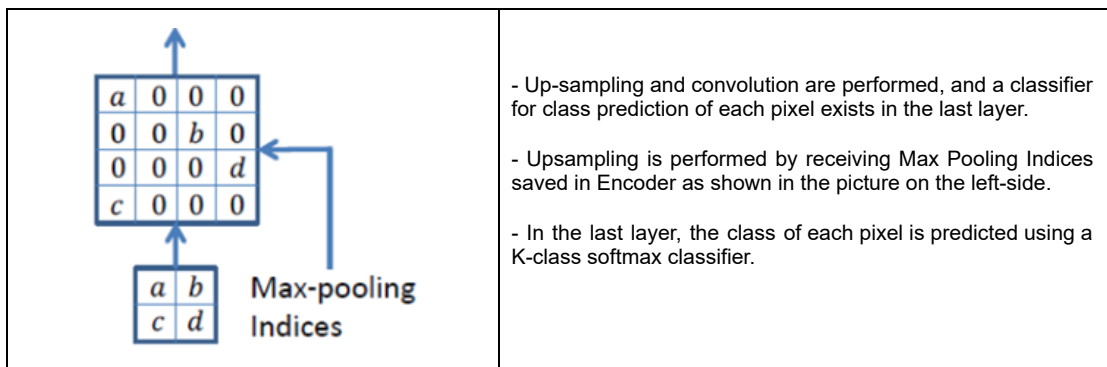 a 0 0 0
0 0 b 0
0 0 0 d
c 0 0 0
a b
c d
Max-pooling
Indices
- Up-sampling and convolution are performed, and a classifier
for class prediction of each pixel exists in the last layer.
- Upsampling is performed by receiving Max Pooling Indices
saved in Encoder as shown in the picture on the left-side.
- In the last layer, the class of each pixel is predicted using a
K-class softmax classifier.